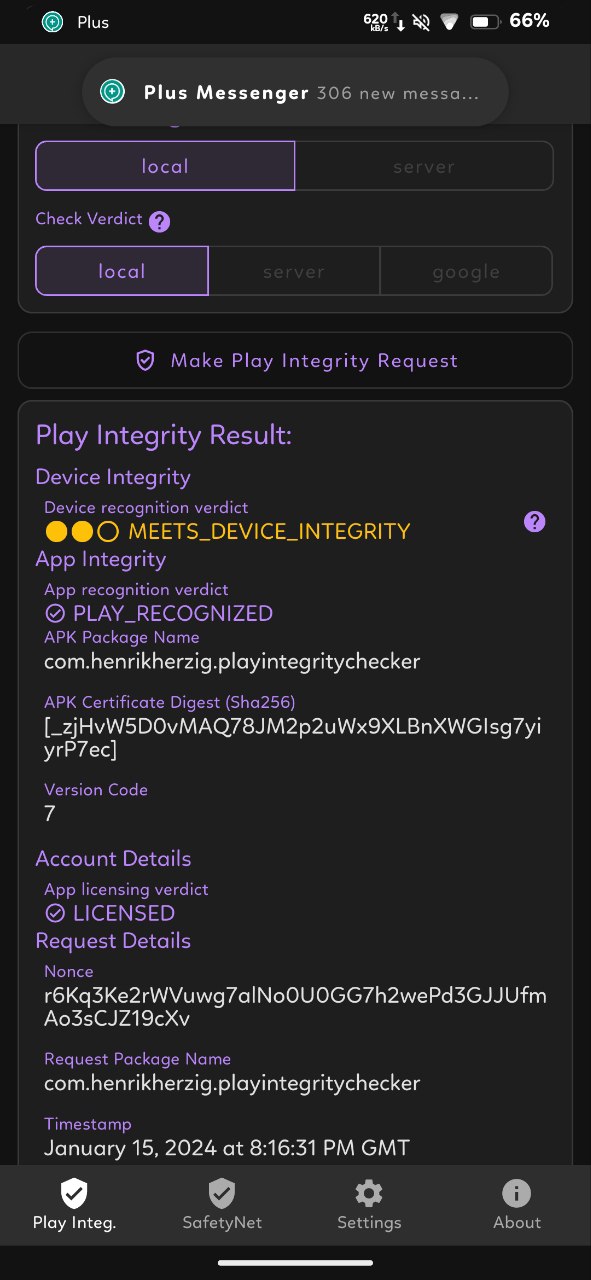 Plus
620
kB/s
66%
Plus Messenger 306 new messa...
local
server
Check Verdict ?
local
server
google
Make Play Integrity Request
Play Integrity Result:
Device Integrity
Device recognition verdict
MEETS_DEVICE_INTEGRITY
?
App Integrity
App recognition verdict
PLAY_RECOGNIZED
APK Package Name
com.henrikherzig.playintegritychecker
APK Certificate Digest (Sha256)
[_zjHvW5D0vMAQ78JM2p2uWx9XLBnXWGIsg7yi
yrP7ec]
Version Code
7
Account Details
App licensing verdict
LICENSED
Request Details
Nonce
r6Kq3Ke2rWVuwg7alNo0U0GG7h2wePd3GJJUfm
Ao3sCJZ19cXv
Request Package Name
com.henrikherzig.playintegritychecker
Timestamp
January 15, 2024 at 8:16:31 PM GMT
Play Integ.
SafetyNet
Settings
About